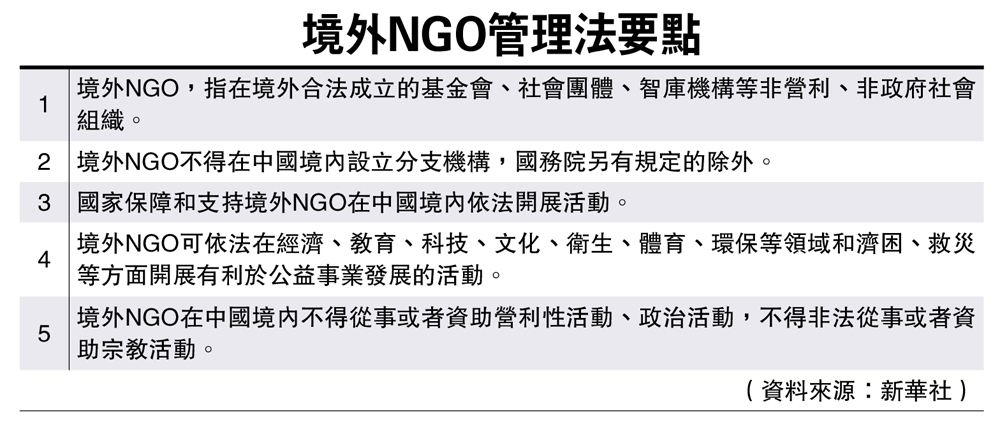 境外NGO管理法要點
1
境外NGO，指在境外合法成立的基金會、社會團體、智庫機構等非營利、非政府社會
組織。
2
境外NGO不得在中國境內設立分支機構，國務院另有規定的除外。
3
國家保障和支持境外NGO在中國境內依法開展活動。
4
境外NGO可依法在經濟、教育、科技、文化、衛生、體育、環保等領域和濟困、救災
等方面開展有利於公益事業發展的活動。
5
境外NGO在中國境內不得從事或者資助營利性活動、政治活動，不得非法從事或者資
助宗教活動。
（資料來源：新華社）